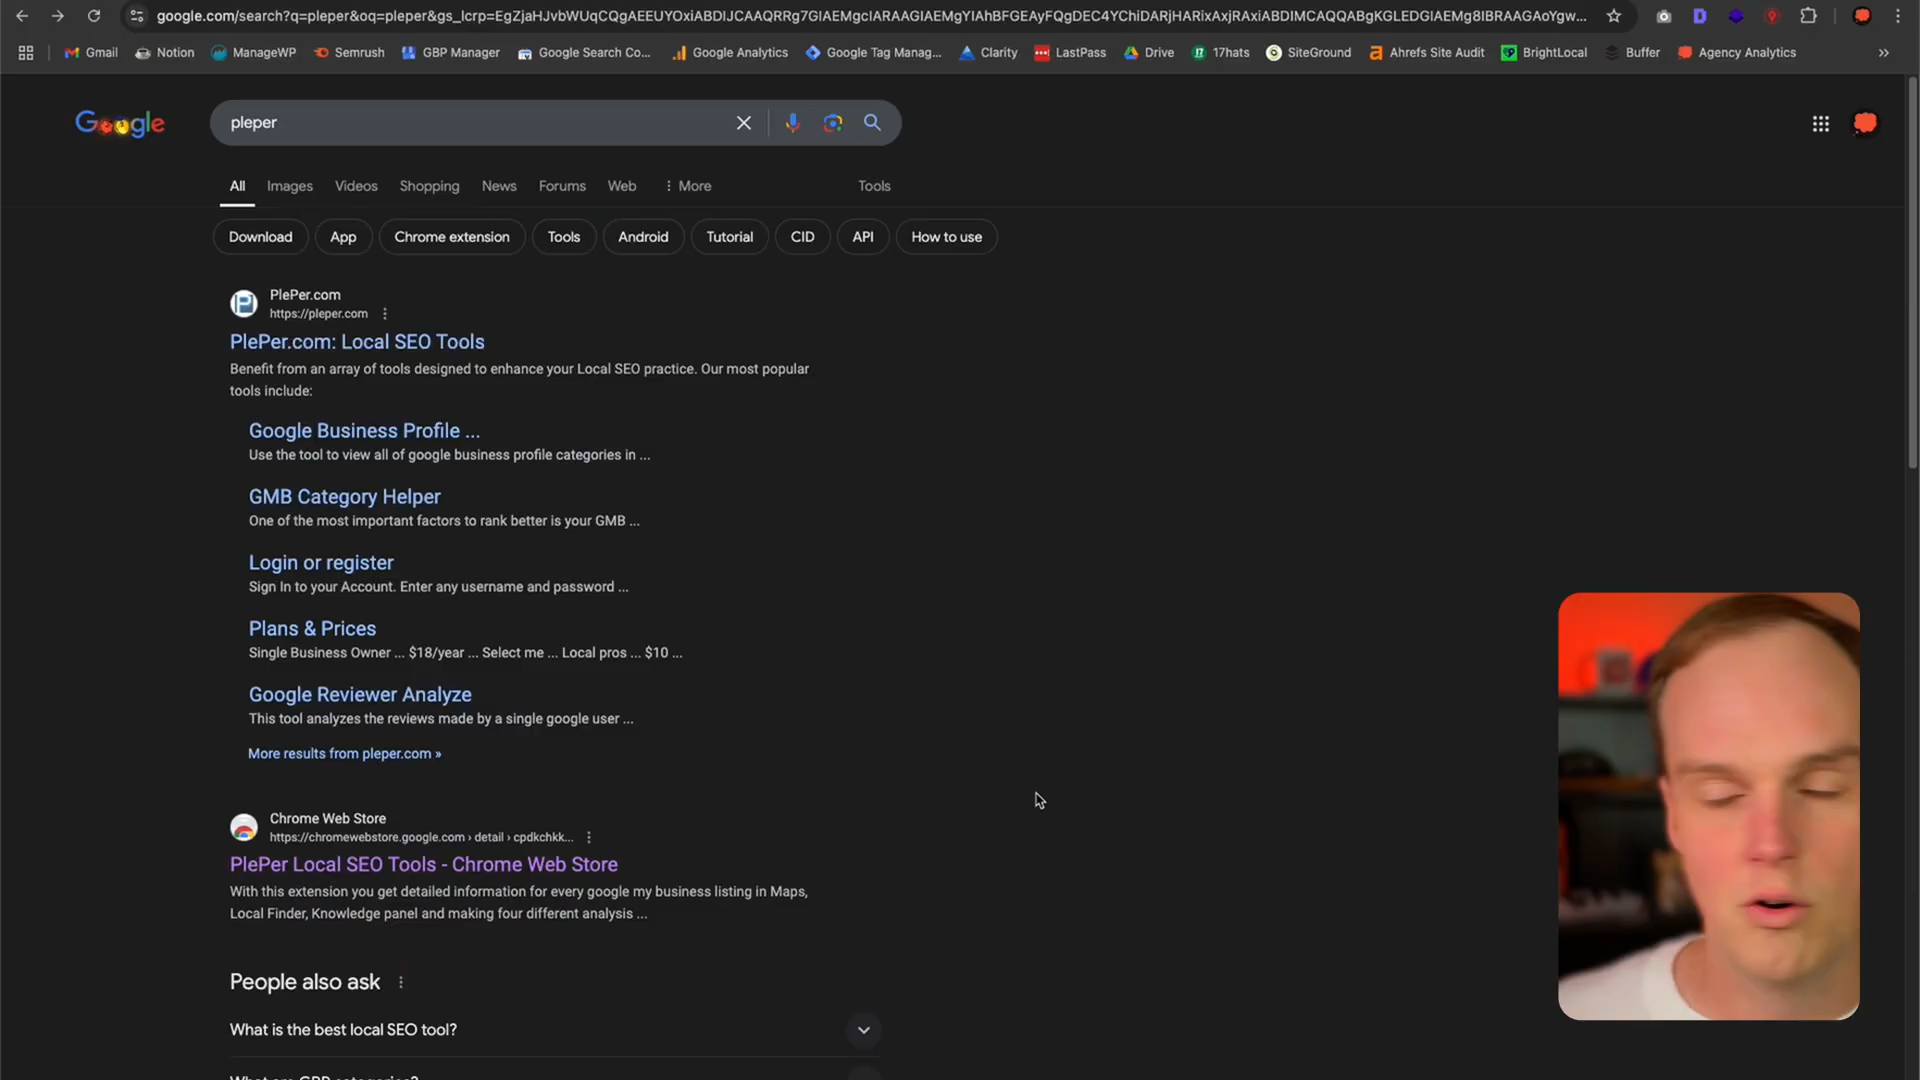 google.com/search?q=pleper&oq=pleper&gs_lcrp=EgZjaHJvbWUqCQgAEEUYOxiABDIJCAAQRRg7GIAEMgcIARAAGIAEMgYIAhBFGEAyFQgDEC4YChiDARjHARixAxjRAxiABDIMCAQQABgKGLEDGIAEMg8IBRAAGAoYgw...
Gmail Notion ManageWP Semrush GBP Manager Google Search Co... Google Analytics Google Tag Manag... Clarity LastPass Drive 17hats SiteGround Ahrefs Site Audit BrightLocal Buffer Agency Analytics »
Google
pleper
All Images Videos Shopping News Forums Web More Tools
Download App Chrome extension Tools Android Tutorial CID API How to use
PlePer.com
https://pleper.com
PlePer.com: Local SEO Tools
Benefit from an array of tools designed to enhance your Local SEO practice. Our most popular
tools include:
Google Business Profile ...
Use the tool to view all of google business profile categories in ...
GMB Category Helper
One of the most important factors to rank better is your GMB ...
Login or register
Sign In to your Account. Enter any username and password ...
Plans & Prices
Single Business Owner ... $18/year ... Select me ... Local pros ... $10 ...
Google Reviewer Analyze
This tool analyzes the reviews made by a single google user ...
More results from pleper.com »
Chrome Web Store
https://chromewebstore.google.com › detail › cpdkchkk...
PlePer Local SEO Tools - Chrome Web Store
With this extension you get detailed information for every google my business listing in Maps,
Local Finder, Knowledge panel and making four different analysis ...
People also ask
What is the best local SEO tool?
What are GBP categories?